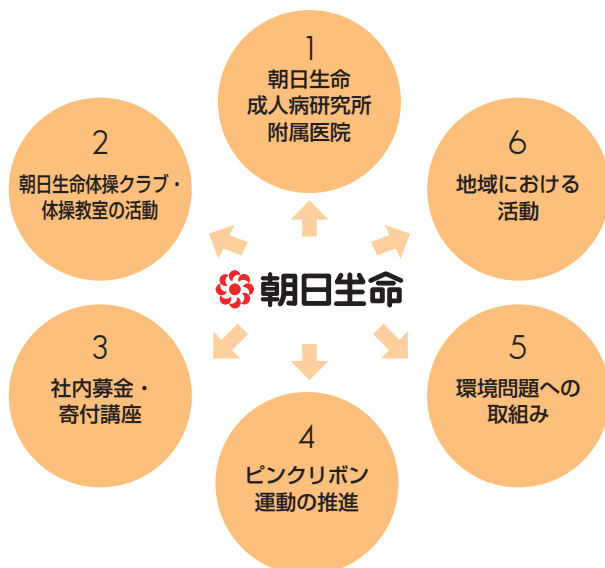 1
朝日生命
成人病研究所
附属医院
2
朝日生命体操クラブ・
体操教室の活動
6
地域における
活動
朝日生命
3
社内募金・
寄付講座
5
環境問題への
取組み
4
ピンクリボン
運動の推進